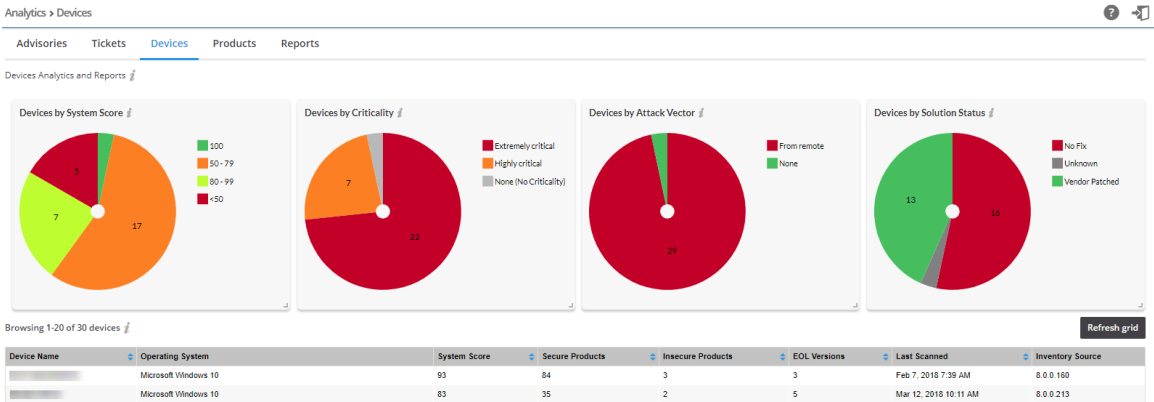 Analytics > Devices
Advisories Tickets Devices Products Reports
Devices Analytics and Reports
Devices by System Score
100
50 - 79
80 - 99
<50
5
7
17
Devices by Criticality
Extremely critical
Highly critical
None (No Criticality)
7
22
Devices by Attack Vector
From remote
None
29
Devices by Solution Status
No Fix
Unknown
Vendor Patched
13
16
Browsing 1-20 of 30 devices
Refresh grid
Device Name Operating System System Score Secure Products Insecure Products EOL Versions Last Scanned Inventory Source
Microsoft Windows 10 93 84 3 3 Feb 7, 2018 7:39 AM 8.0.0.160
Microsoft Windows 10 83 35 2 5 Mar 12, 2018 10:11 AM 8.0.0.213